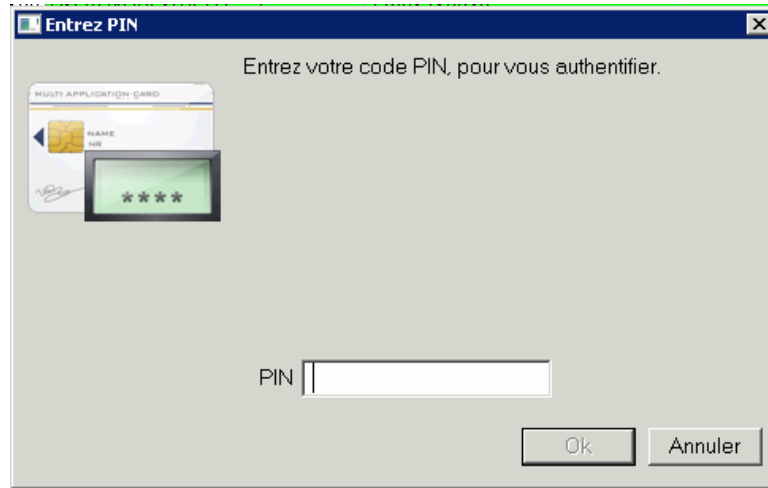 Entrez PIN
Entrez votre code PIN, pour vous authentifier.
MULTI APPLICATION CARD
NAME
NR
****
PIN
Ok
Annuler